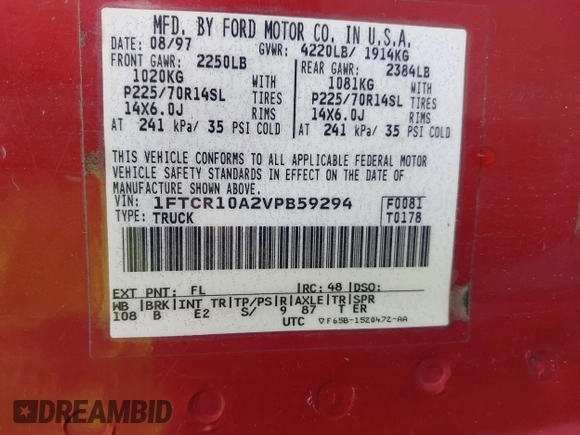 MFD. BY FORD MOTOR CO. IN U.S.A.
DATE: 08/97 GVWR: 4220LB/ 1914KG
FRONT GAWR: 2250LB REAR GAWR: 2384LB
1020KG WITH 1081KG WITH
P225/70R14SL TIRES P225/70R14SL TIRES
14X6.0J RIMS 14X6.0J RIMS
AT 241 kPa/ 35 PSI COLD AT 241 kPa/ 35 PSI COLD
THIS VEHICLE CONFORMS TO ALL APPLICABLE FEDERAL MOTOR
VEHICLE SAFETY STANDARDS IN EFFECT ON THE DATE OF
MANUFACTURE SHOWN ABOVE.
VIN: 1FTCR10A2VPB59294 F0081
TYPE: TRUCK T0178
EXT PNT: FL RC: 48 DSO:
WB BRK INT TR TP/PS R AXLE TR SPR
108 B E2 S/ 9 87 T ER
UTC ▽F65B-1520472-AA
DREAMBID